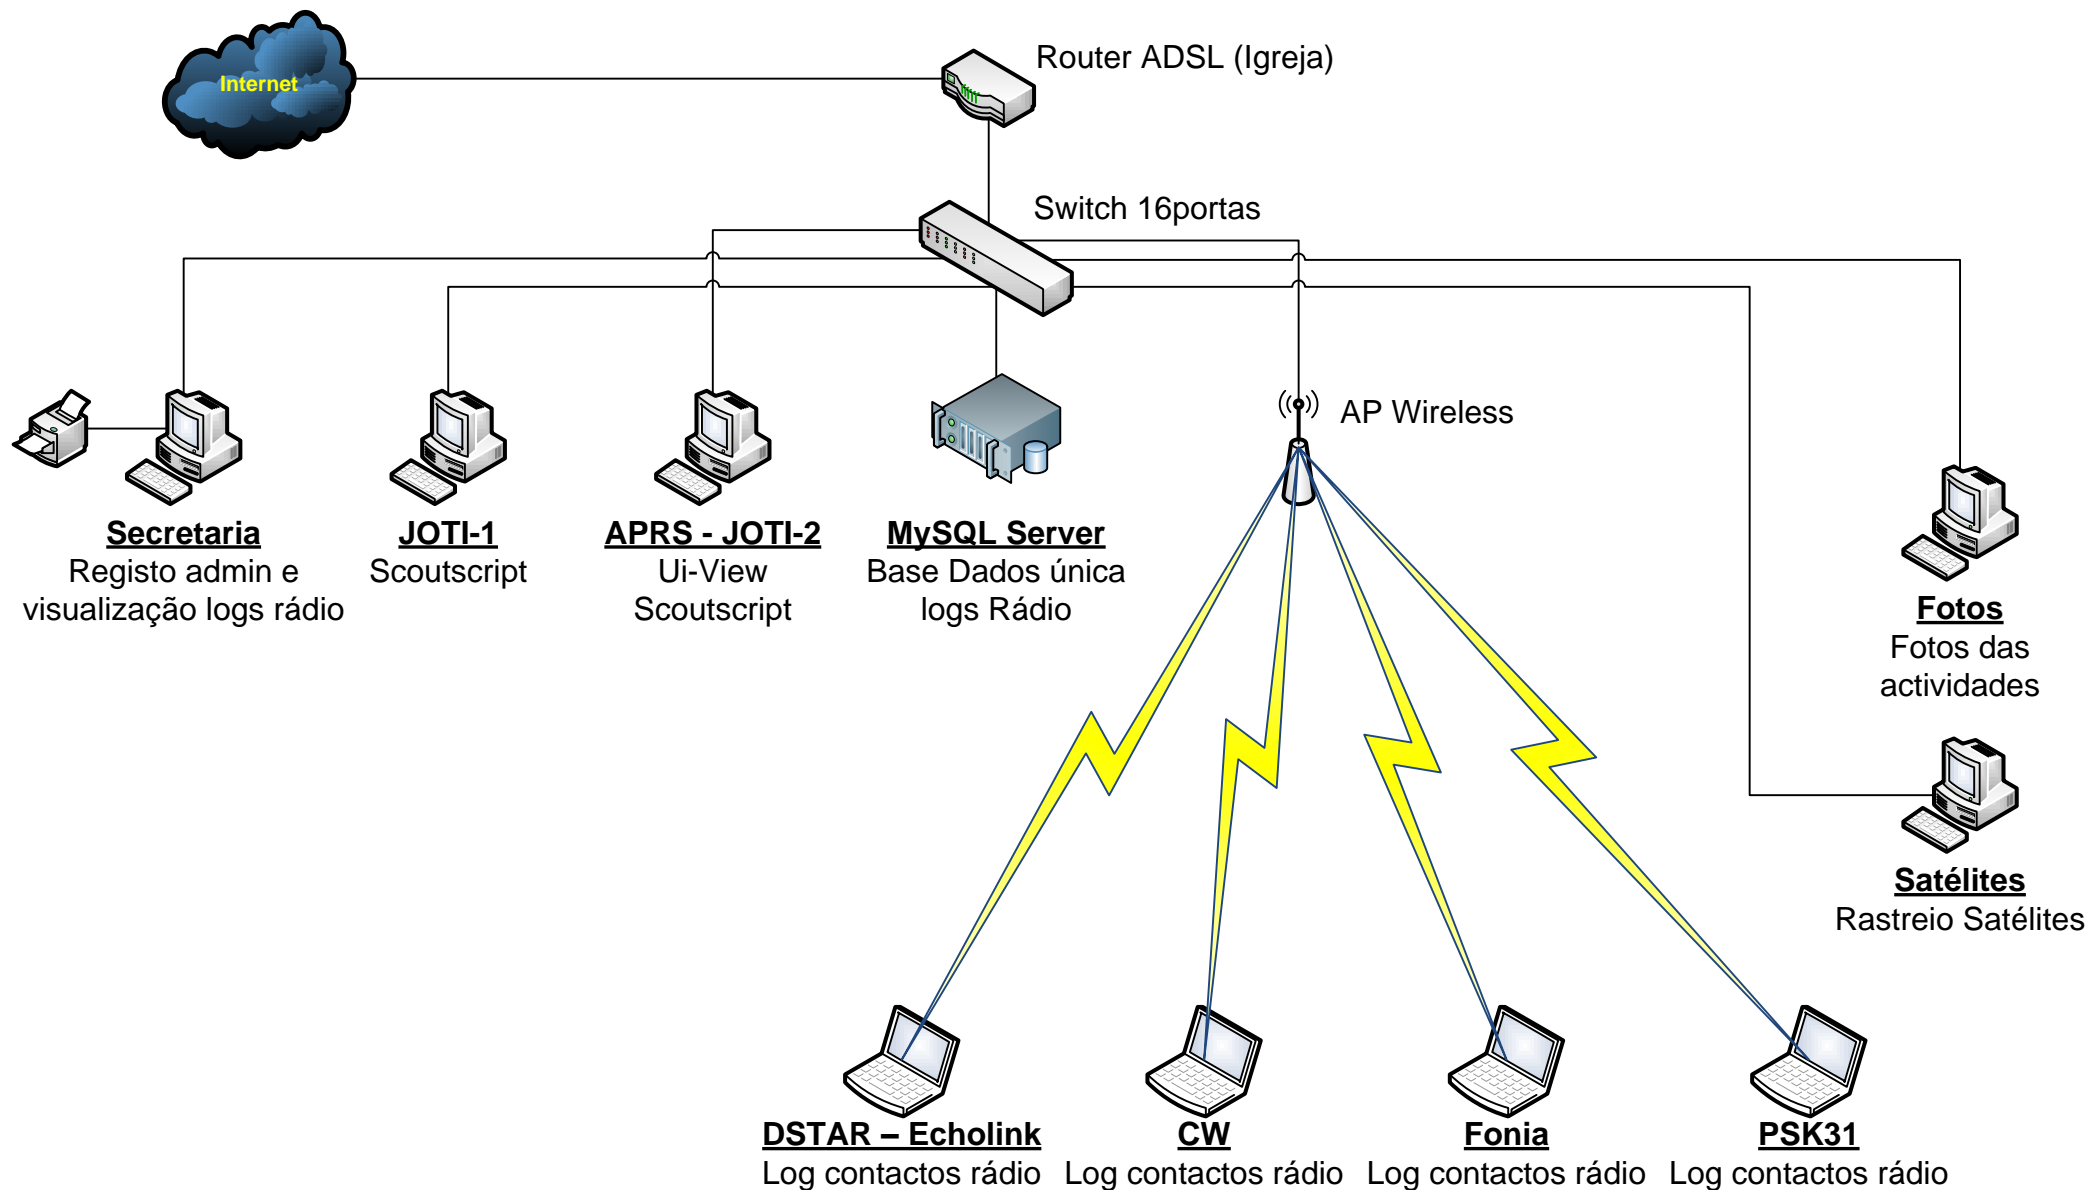 Internet
Router ADSL (Igreja)
Switch 16portas
AP Wireless
Secretaria
Registo admin e
visualização logs rádio
JOTI-1
Scoutscript
APRS - JOTI-2
Ui-View
Scoutscript
MySQL Server
Base Dados única
logs Rádio
Fotos
Fotos das
actividades
Satélites
Rastreio Satélites
DSTAR – Echolink
Log contactos rádio
CW
Log contactos rádio
Fonia
Log contactos rádio
PSK31
Log contactos rádio